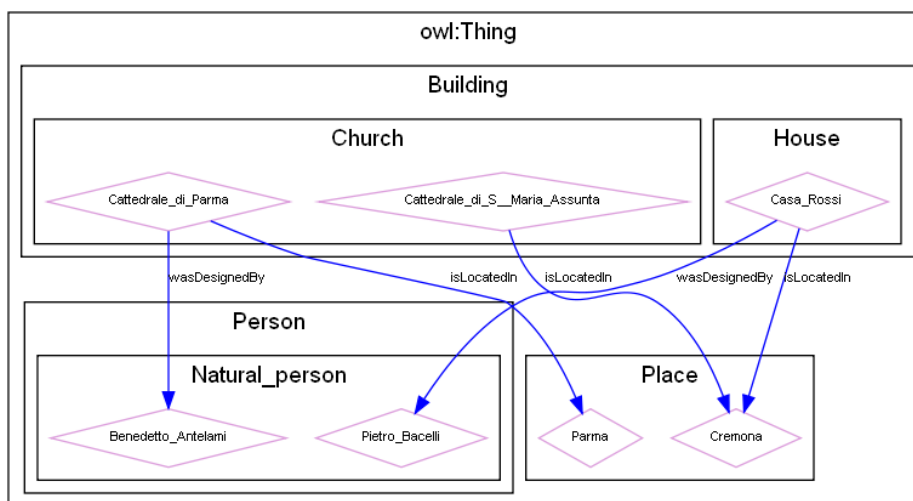 owl:Thing
Building
Church
House
Cattedrale_di_Parma
Cattedrale_di_S__Maria_Assunta
Casa_Rossi
wasDesignedBy
isLocatedIn
isLocatedIn
wasDesignedBy
isLocatedIn
Person
Natural_person
Place
Benedetto_Antelami
Pietro_Bacelli
Parma
Cremona